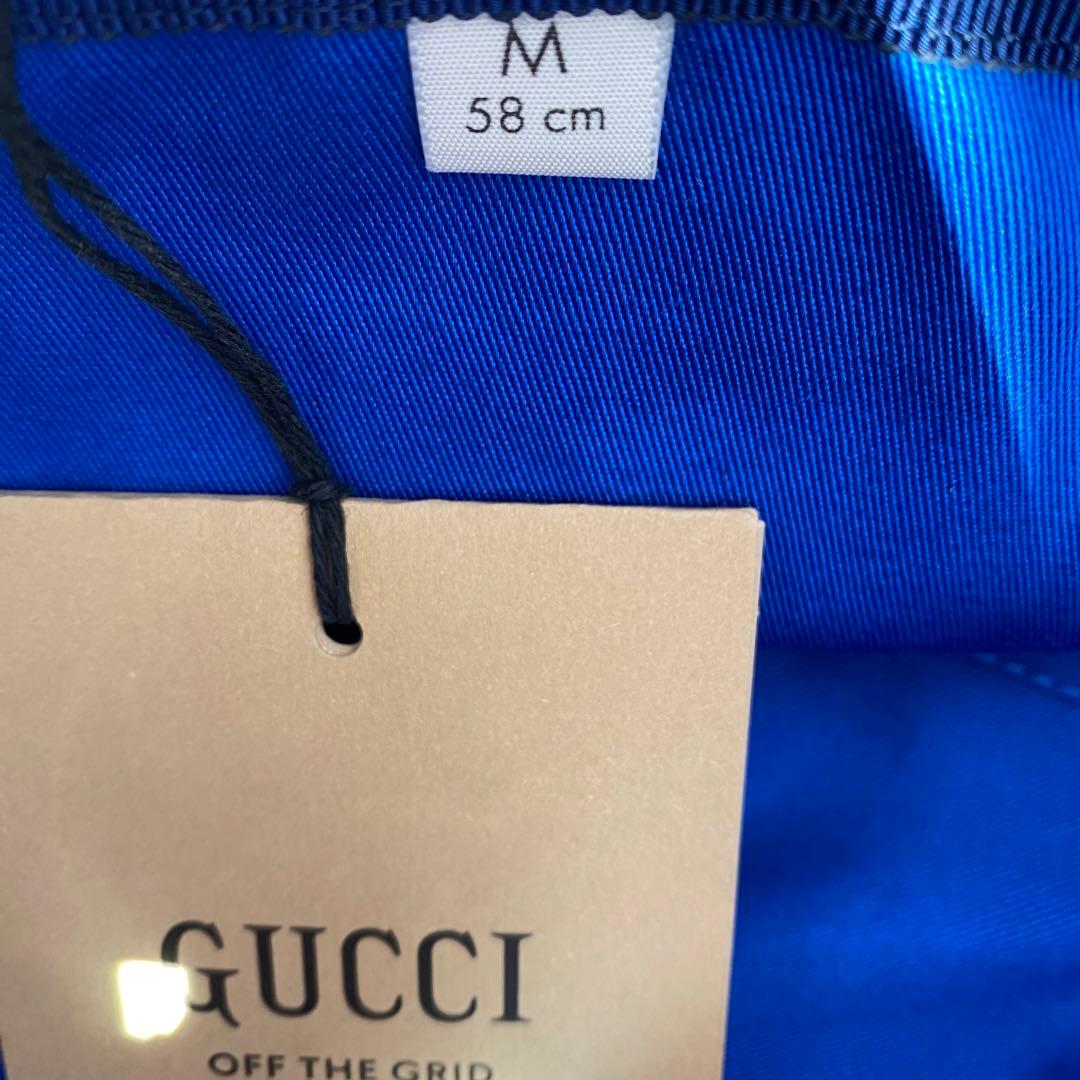 M
58 cm
GUCCI
OFF THE GRID